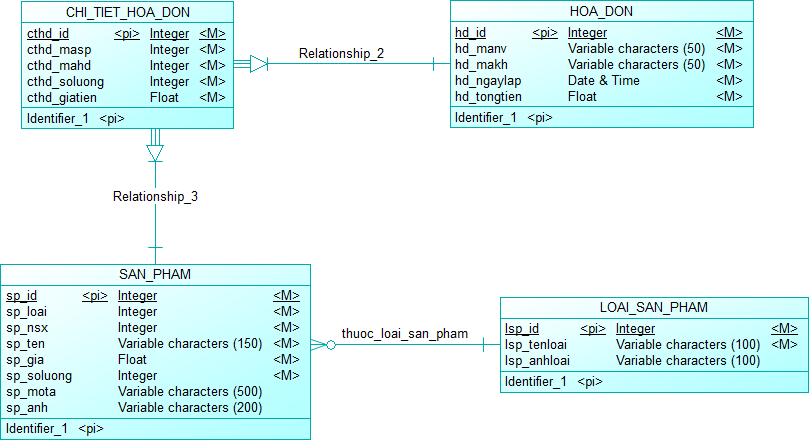 CHI_TIET_HOA_DON
cthd_id <pi> Integer <M>
cthd_masp Integer <M>
cthd_mahd Integer <M>
cthd_soluong Integer <M>
cthd_giatien Float <M>
Identifier_1 <pi>
Relationship_2
HOA_DON
hd_id <pi> Integer <M>
hd_manv Variable characters (50) <M>
hd_makh Variable characters (50) <M>
hd_ngaylap Date & Time <M>
hd_tongtien Float <M>
Identifier_1 <pi>
Relationship_3
SAN_PHAM
sp_id <pi> Integer <M>
sp_loai Integer <M>
sp_nsx Integer <M>
sp_ten Variable characters (150) <M>
sp_gia Float <M>
sp_soluong Integer <M>
sp_mota Variable characters (500)
sp_anh Variable characters (200)
Identifier_1 <pi>
thuoc_loai_san_pham
LOAI_SAN_PHAM
lsp_id <pi> Integer <M>
lsp_tenloai Variable characters (100) <M>
lsp_anhloai Variable characters (100)
Identifier_1 <pi>